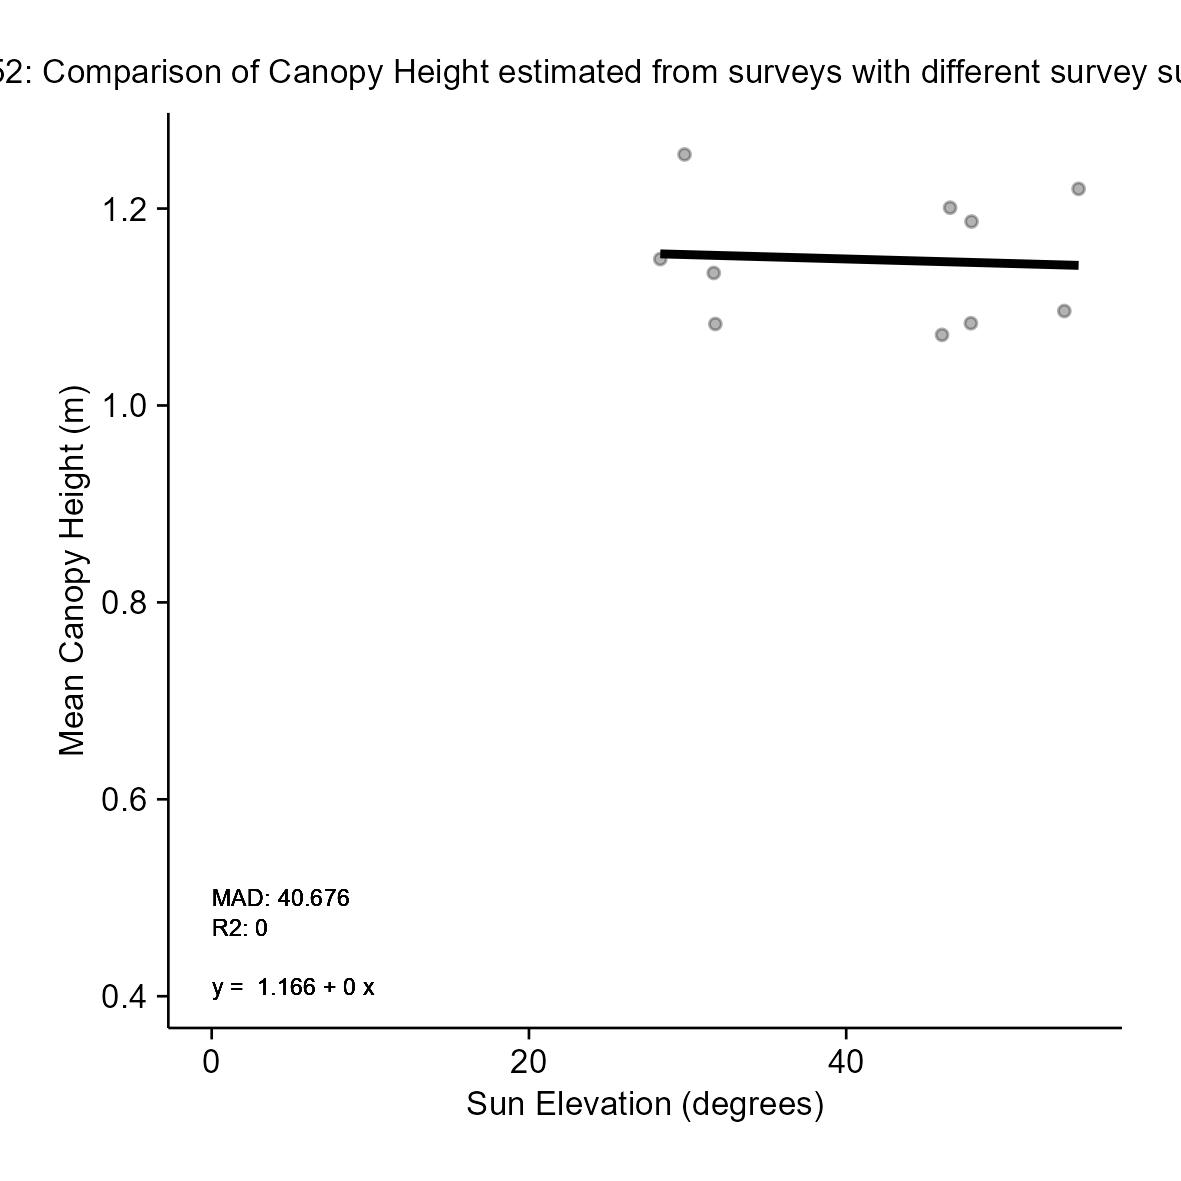 52: Comparison of Canopy Height estimated from surveys with different survey
1.2
1.0
0.8
0.6
0.4
Mean Canopy Height (m)
MAD: 40.676
R2: 0
y = 1.166 + 0 x
0
20
40
Sun Elevation (degrees)